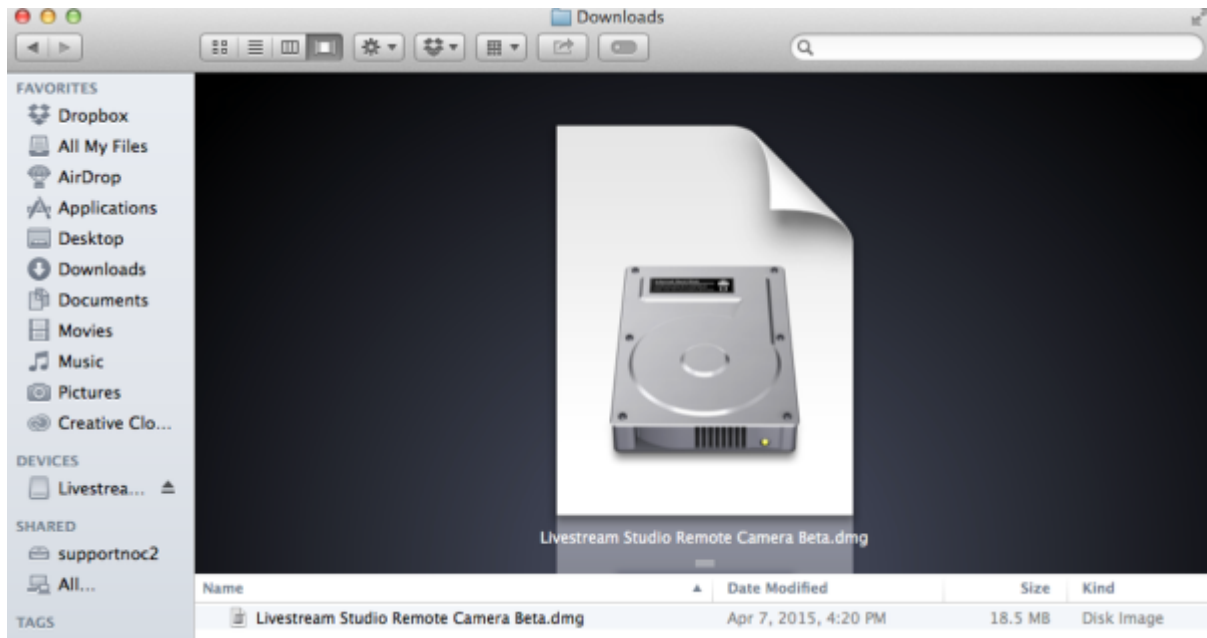 Downloads
FAVORITES
Dropbox
All My Files
AirDrop
Applications
Desktop
Downloads
Documents
Movies
Music
Pictures
Creative Clo...
DEVICES
Livestrea...
SHARED
supportnoc2
All...
TAGS
Livestream Studio Remote Camera Beta.dmg
Name Date Modified Size Kind
Livestream Studio Remote Camera Beta.dmg Apr 7, 2015, 4:20 PM 18.5 MB Disk Image